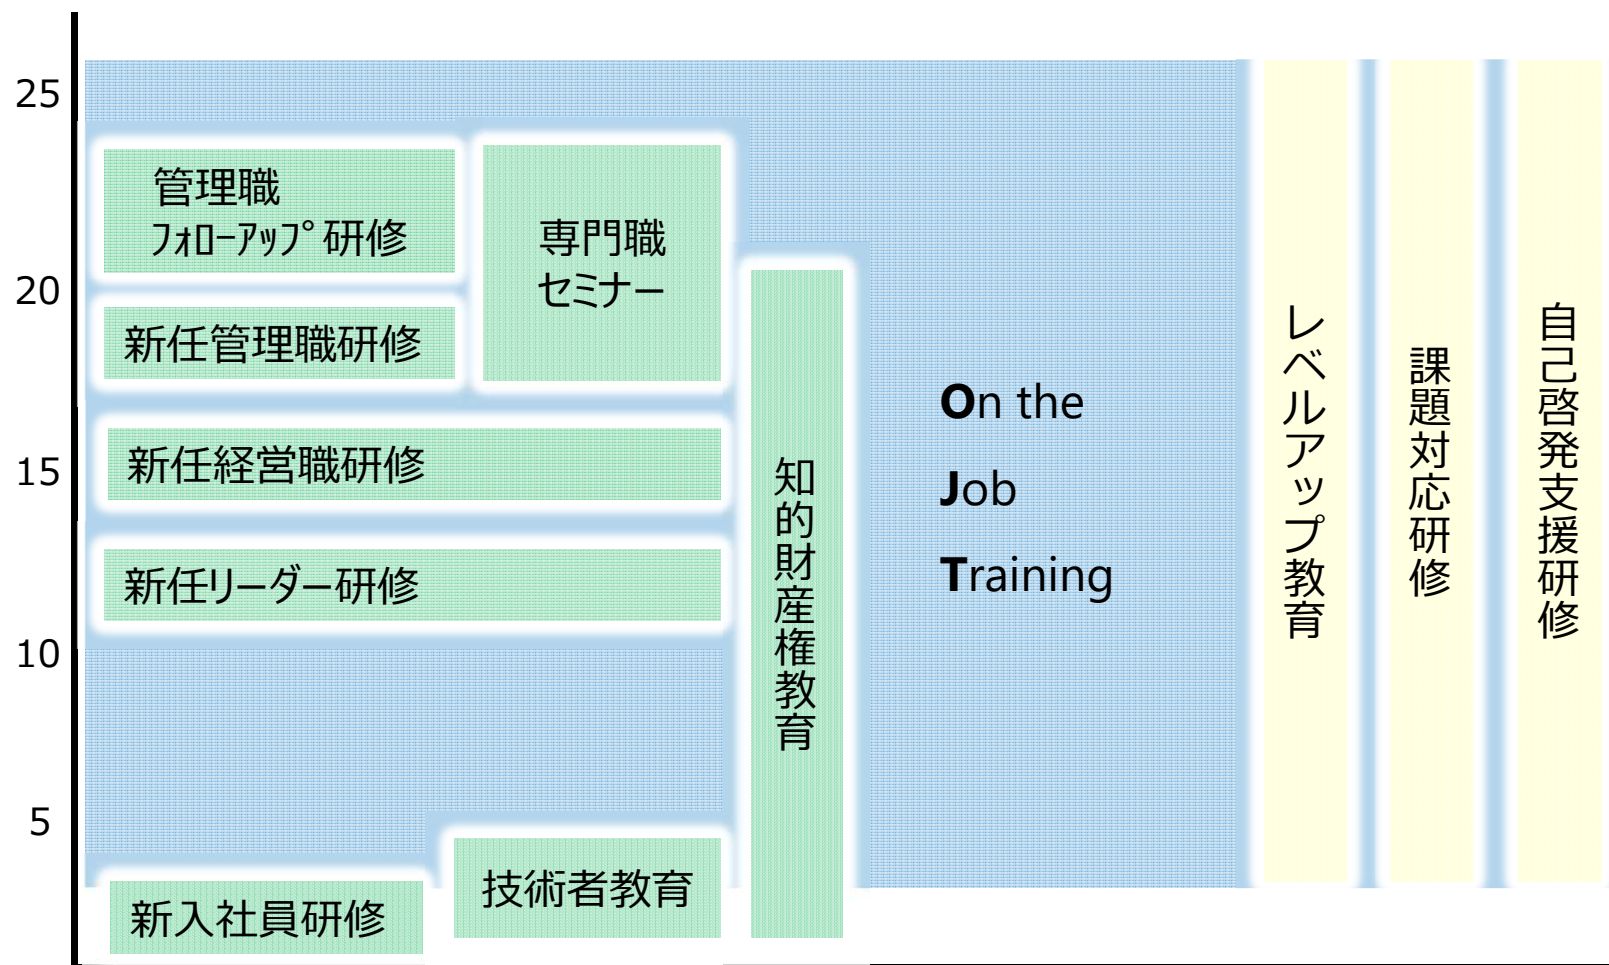 25
20
15
10
5
管理職
ﾌｫﾛｰｱｯﾌﾟ研修
専門職
セミナー
新任管理職研修
新任経営職研修
新任リーダー研修
技術者教育
新入社員研修
知的財産権教育
On the
Job
Training
レベルアップ教育
課題対応研修
自己啓発支援研修